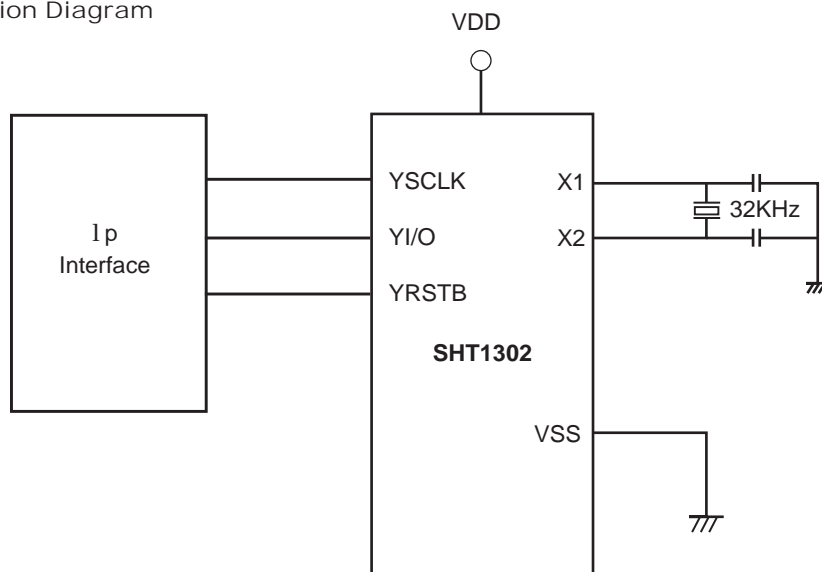 ion Diagram
VDD
lp
Interface
YSCLK
YI/O
YRSTB
X1
X2
32KHz
SHT1302
VSS